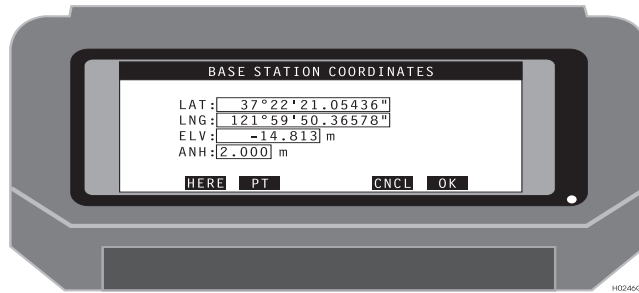 BASE STATION COORDINATES
LAT: 37°22'21.05436"
LNG: 121°59'50.36578"
ELV: -14.813 m
ANH: 2.000 m
HERE PT CNCL OK